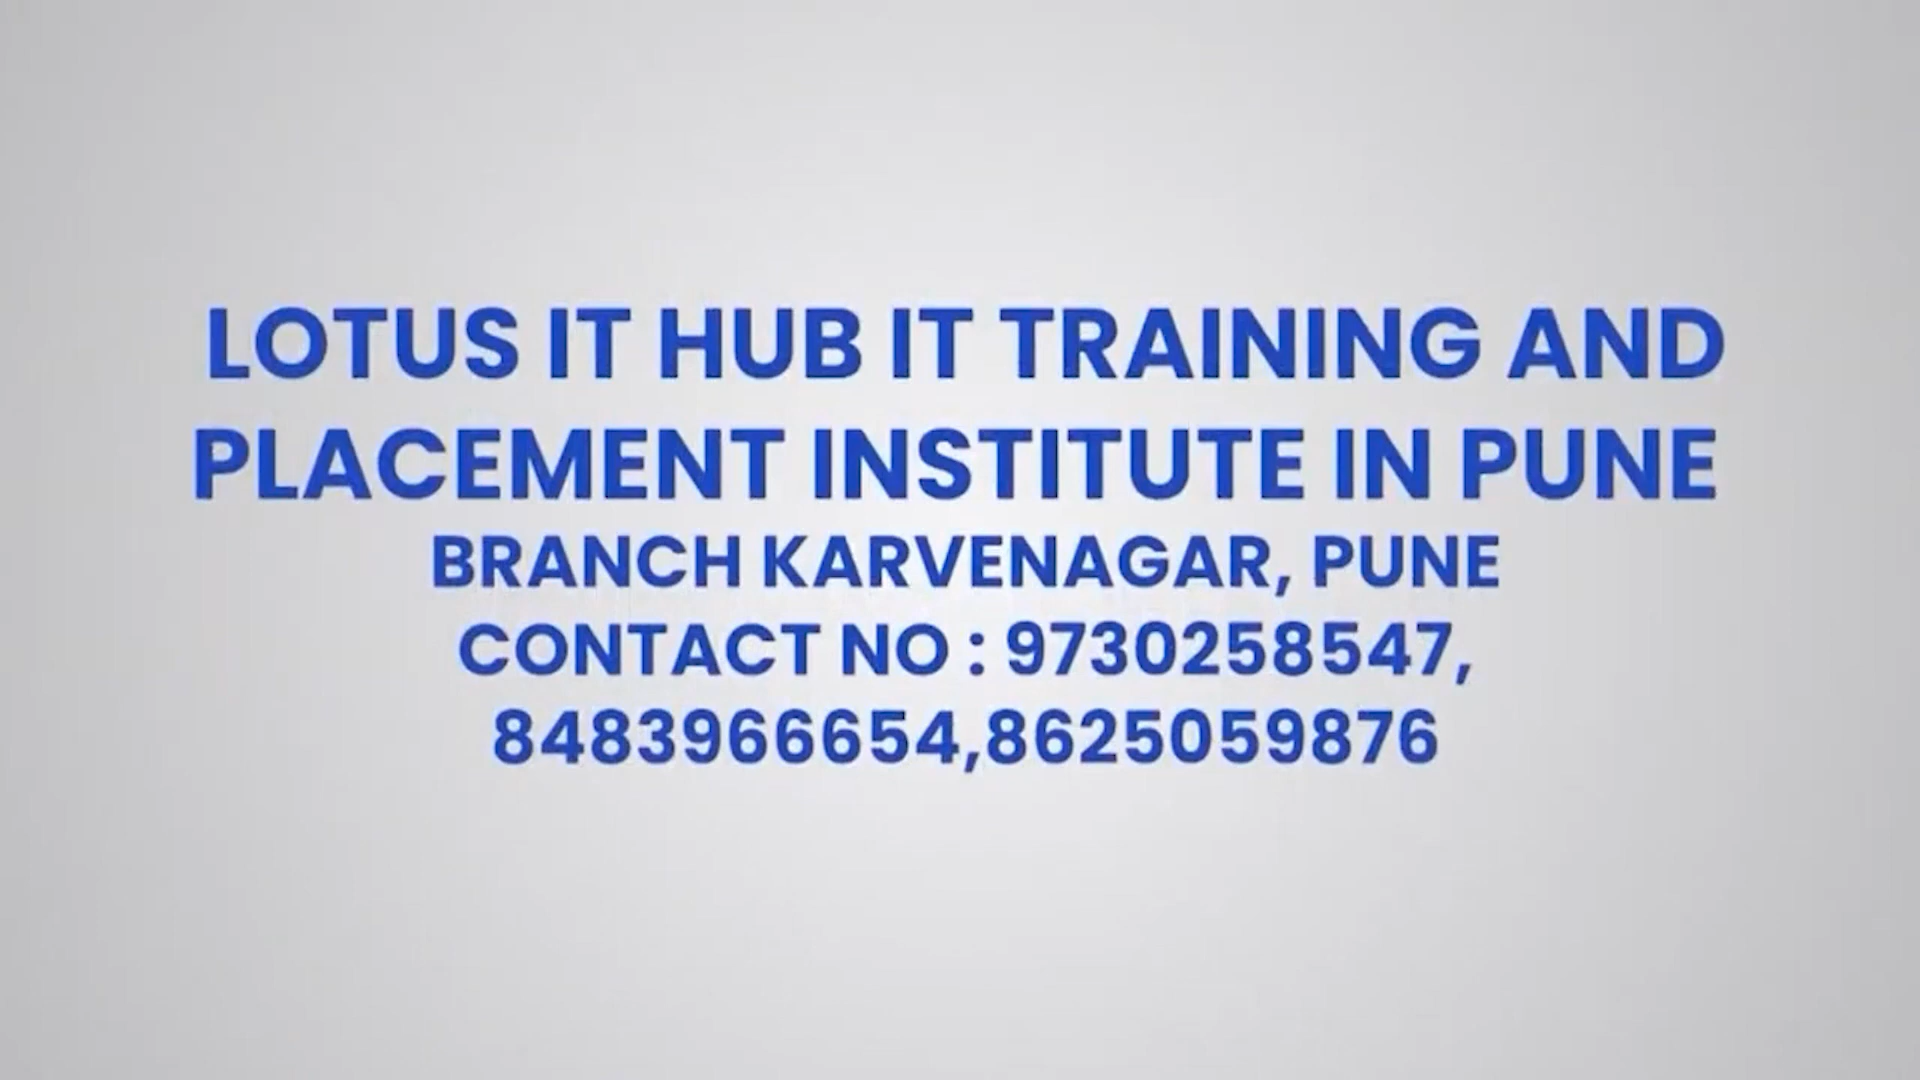 LOTUS IT HUB IT TRAINING AND
PLACEMENT INSTITUTE IN PUNE
BRANCH KARVENAGAR, PUNE
CONTACT NO : 9730258547,
8483966654,8625059876